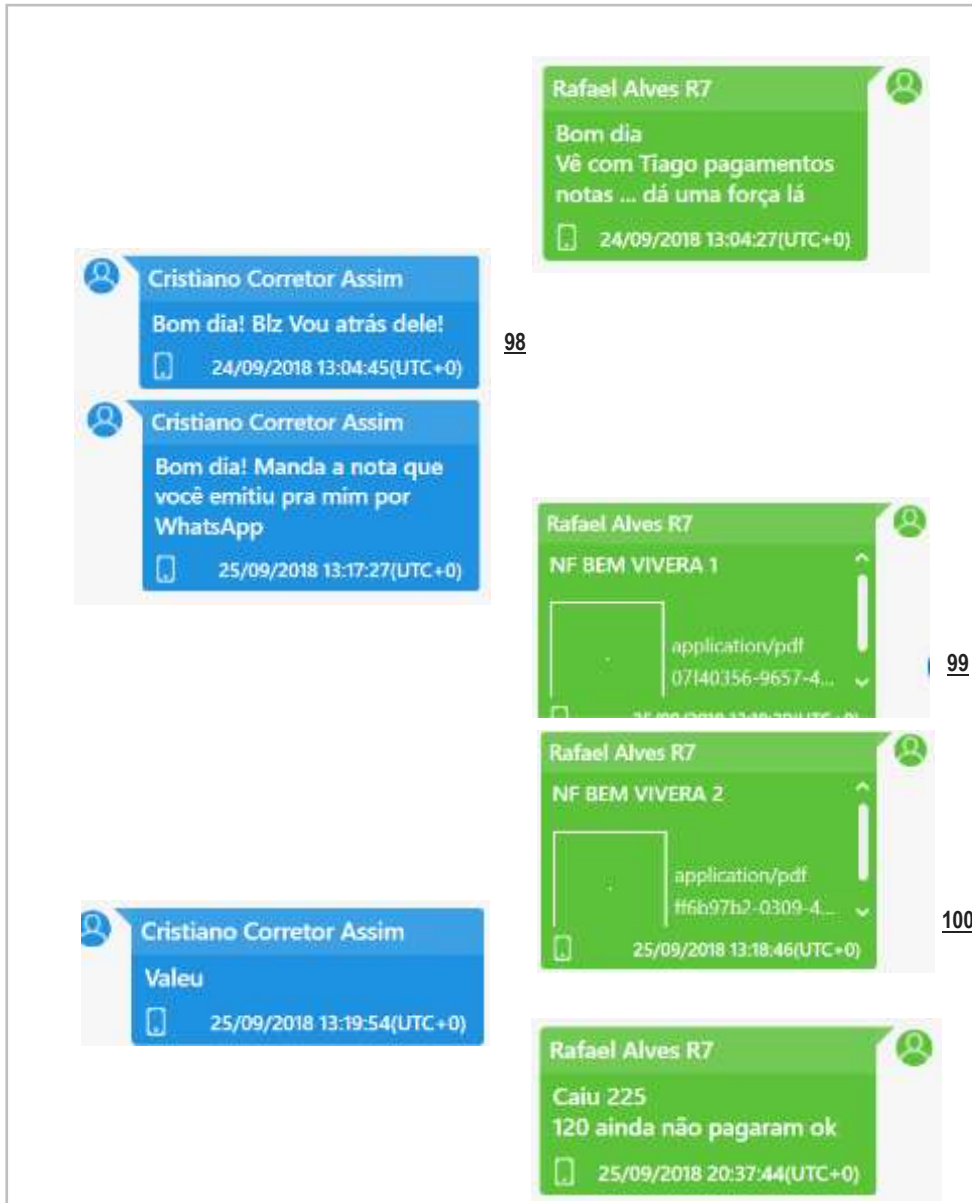 Rafael Alves R7
Bom dia
Vê com Tiago pagamentos
notas ... dá uma força lá
24/09/2018 13:04:27(UTC+0)
Cristiano Corretor Assim
Bom dia! Blz Vou atrás dele!
24/09/2018 13:04:45(UTC+0)
98
Cristiano Corretor Assim
Bom dia! Manda a nota que
você emitiu pra mim por
WhatsApp
25/09/2018 13:17:27(UTC+0)
Rafael Alves R7
NF BEM VIVERA 1
application/pdf
07f40356-9657-4...
99
Rafael Alves R7
NF BEM VIVERA 2
application/pdf
ff6b97b2-0309-4...
25/09/2018 13:18:46(UTC+0)
100
Cristiano Corretor Assim
Valeu
25/09/2018 13:19:54(UTC+0)
Rafael Alves R7
Caiu 225
120 ainda não pagaram ok
25/09/2018 20:37:44(UTC+0)